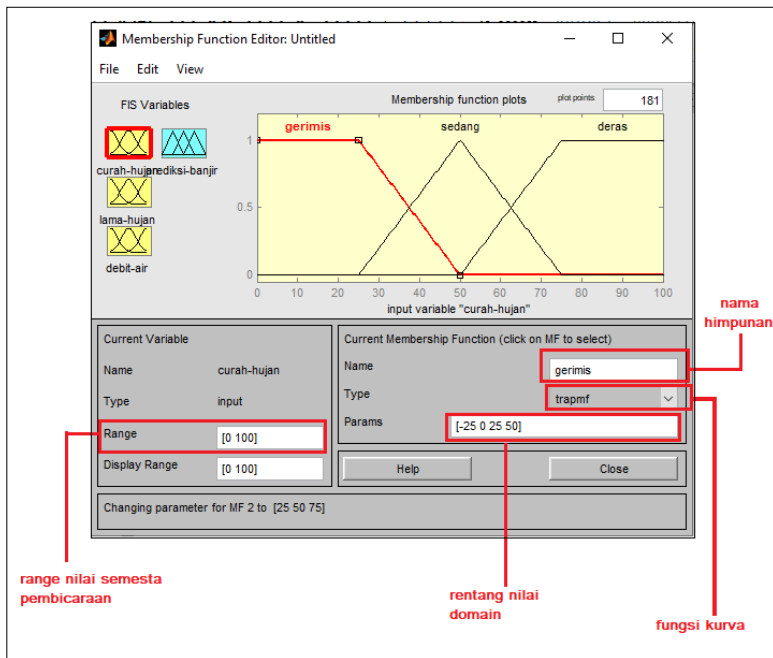 Membership Function Editor: Untitled
File Edit View
FIS Variables
Membership function plots
plot points:
181
gerimis
sedang
deras
1
0.5
0
curah-hujan
prediksi-banjir
lama-hujan
debit-air
0 10 20 30 40 50 60 70 80 90 100
input variable "curah-hujan"
nama
himpunan
Current Variable
Name curah-hujan
Type input
Range [0 100]
Display Range [0 100]
Current Membership Function (click on MF to select)
Name gerimis
Type trapmf
Params [-25 0 25 50]
Help Close
Changing parameter for MF 2 to [25 50 75]
range nilai semesta
pembicaraan
rentang nilai
domain
fungsi kurva